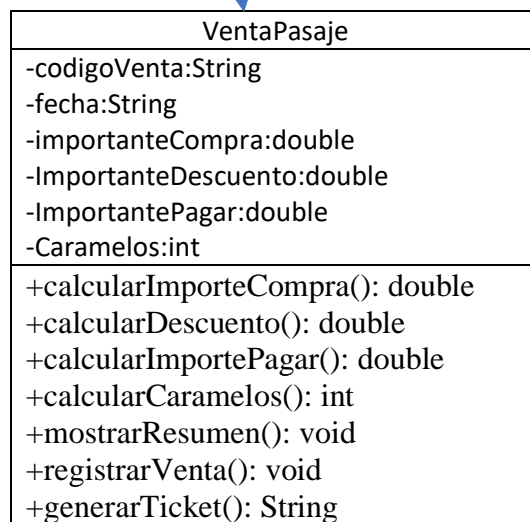 VentaPasaje
-codigoVenta:String
-fecha:String
-importanteCompra:double
-ImportanteDescuento:double
-ImportantePagar:double
-Caramelos:int
+calcularImporteCompra(): double
+calcularDescuento(): double
+calcularImportePagar(): double
+calcularCaramelos(): int
+mostrarResumen(): void
+registrarVenta(): void
+generarTicket(): String